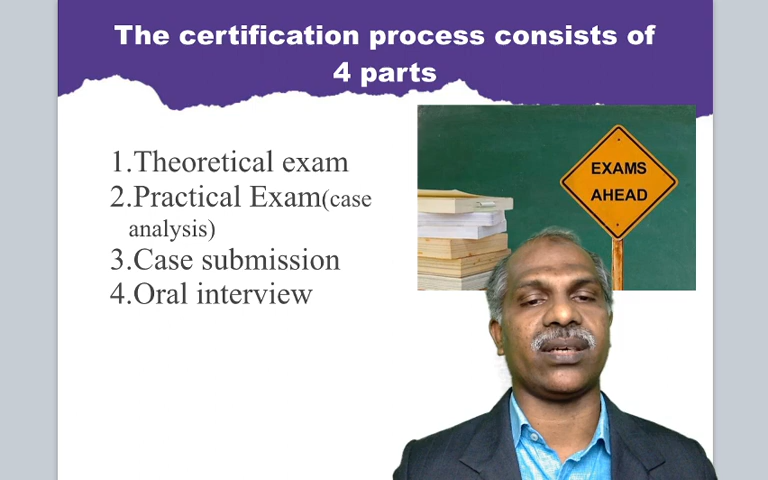 The certification process consists of
4 parts
1.Theoretical exam
2.Practical Exam(case
analysis)
3.Case submission
4.Oral interview
EXAMS
AHEAD